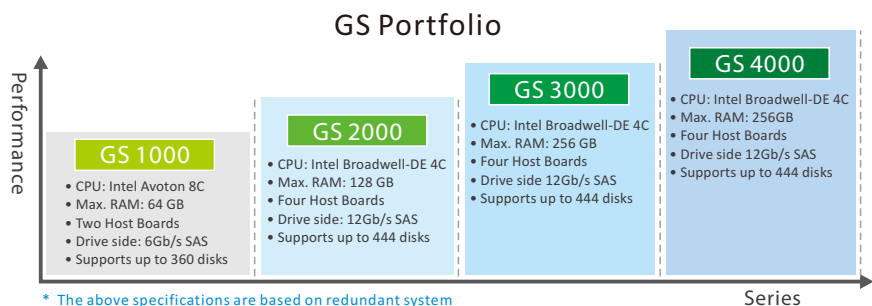 GS Portfolio
Performance
GS 1000
• CPU: Intel Avoton 8C
• Max. RAM: 64 GB
• Two Host Boards
• Drive side: 6Gb/s SAS
• Supports up to 360 disks
GS 2000
• CPU: Intel Broadwell-DE 4C
• Max. RAM: 128 GB
• Four Host Boards
• Drive side: 12Gb/s SAS
• Supports up to 444 disks
GS 3000
• CPU: Intel Broadwell-DE 4C
• Max. RAM: 256 GB
• Four Host Boards
• Drive side 12Gb/s SAS
• Supports up to 444 disks
GS 4000
• CPU: Intel Broadwell-DE 4C
• Max. RAM: 256GB
• Four Host Boards
• Drive side 12Gb/s SAS
• Supports up to 444 disks
* The above specifications are based on redundant system
Series